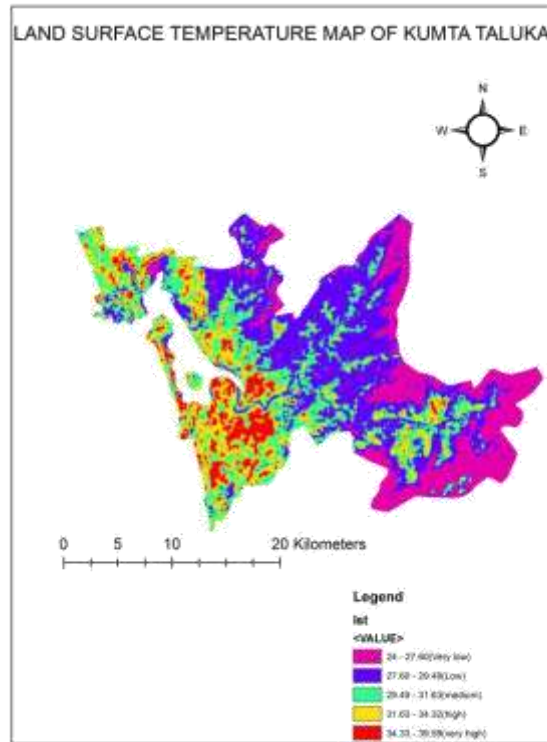 LAND SURFACE TEMPERATURE MAP OF KUMTA TALUKA
N
W E
S
0 5 10 20 Kilometers
Legend
lst
<VALUE>
24 - 27.60(Very low)
27.60 - 29.49(Low)
29.49 - 31.63(medium)
31.63 - 34.32(high)
34.33 - 39.59(very high)